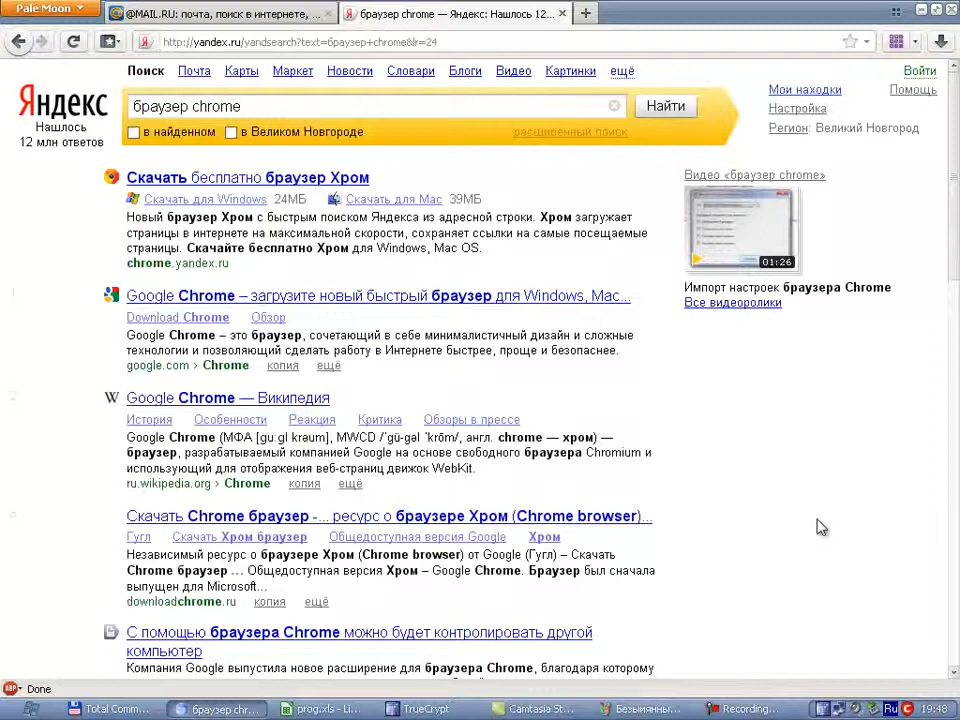 Pale Moon
@MAIL.RU: почта, поиск в интернете, ...
браузер chrome — Яндекс: Нашлось 12...
http://yandex.ru/yandsearch?text=браузер+chrome&lr=24
Поиск Почта Карты Маркет Новости Словари Блоги Видео Картинки ещё
Войти
Яндекс
браузер chrome
Найти
Мои находки
Помощь
Настройка
Нашлось
12 млн ответов
в найденном
в Великом Новгороде
расширенный поиск
Регион: Великий Новгород
Скачать бесплатно браузер Хром
Скачать для Windows 24МБ Скачать для Mac 39МБ
Новый браузер Хром с быстрым поиском Яндекса из адресной строки. Хром загружает
страницы в интернете на максимальной скорости, сохраняет ссылки на самые посещаемые
страницы. Скачайте бесплатно Хром для Windows, Mac OS.
chrome.yandex.ru
Видео «браузер chrome»
01:26
Импорт настроек браузера Chrome
Все видеоролики
Google Chrome – загрузите новый быстрый браузер для Windows, Mac...
Download Chrome Обзор
Google Chrome – это браузер, сочетающий в себе минималистичный дизайн и сложные
технологии и позволяющий сделать работу в Интернете быстрее, проще и безопаснее.
google.com › Chrome копия ещё
W Google Chrome — Википедия
История Особенности Реакция Критика Обзоры в прессе
Google Chrome (МФА [gu:gl krəum], MWCD /ˈgü-gəl ˈkrōm/, англ. chrome — хром) —
браузер, разрабатываемый компанией Google на основе свободного браузера Chromium и
использующий для отображения веб-страниц движок WebKit.
ru.wikipedia.org › Chrome копия ещё
Скачать Chrome браузер -... ресурс о браузере Хром (Chrome browser)...
Гугл Скачать Хром браузер Общедоступная версия Google Хром
Независимый ресурс о браузере Хром (Chrome browser) от Google (Гугл) – Скачать
Chrome браузер ... Общедоступная версия Хром – Google Chrome. Браузер был сначала
выпущен для Microsoft...
downloadchrome.ru копия ещё
С помощью браузера Chrome можно будет контролировать другой
компьютер
Компания Google выпустила новое расширение для браузера Chrome, благодаря которому
ABP Done
Total Comm...
браузер chr...
prog.xls - Li...
TrueCrypt
Camtasia St...
Безымянны...
Recording...
Ru
19:48